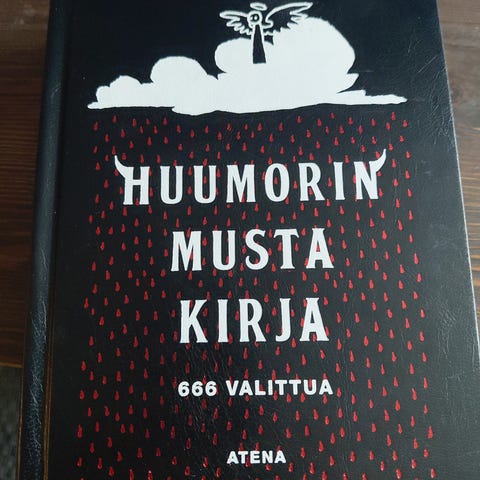 HUUMORIN
MUSTA
KIRJA
666 VALITTUA
ATENA